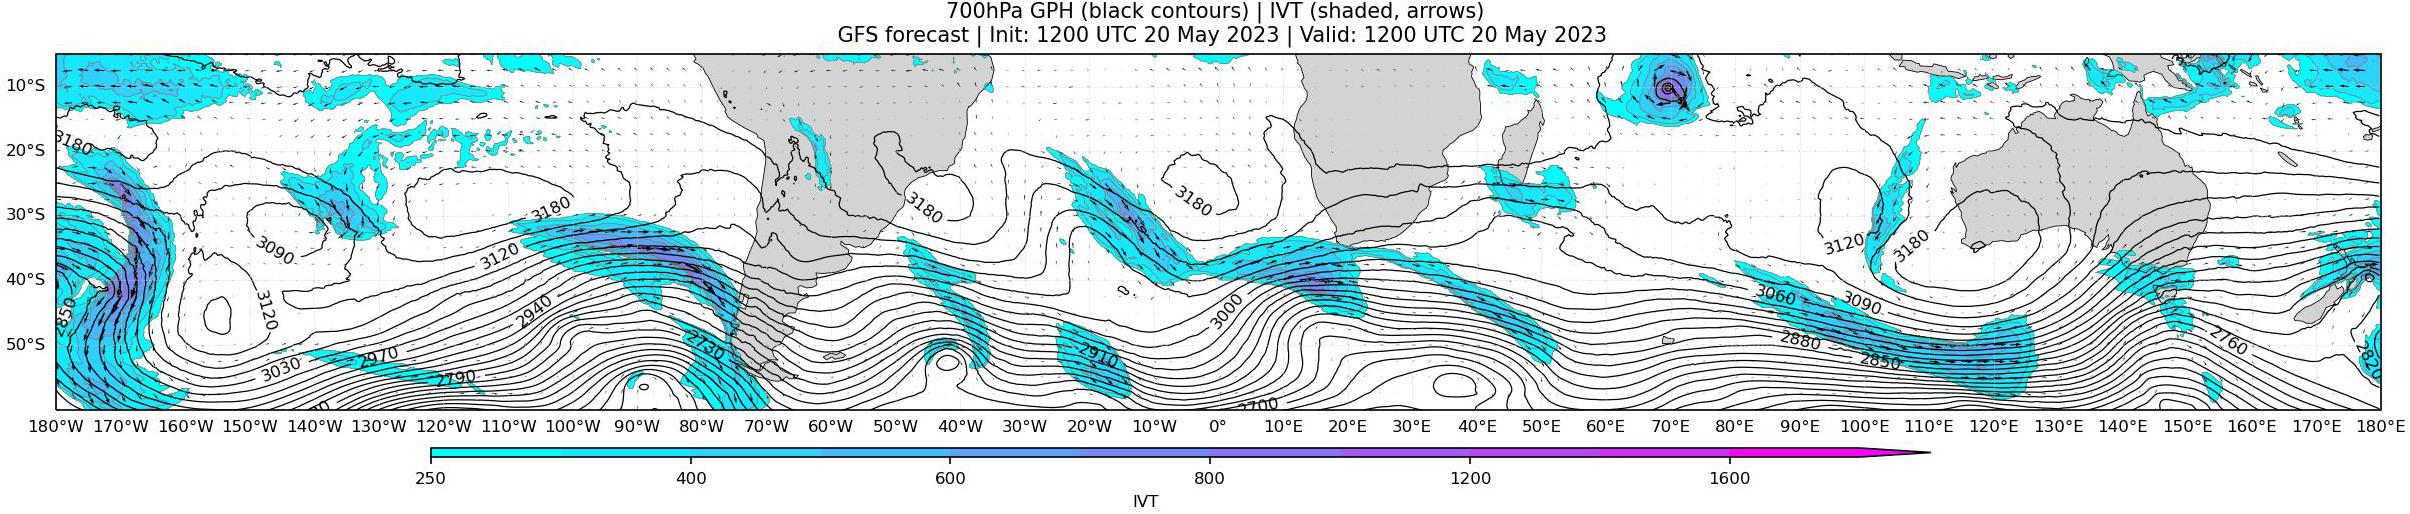 700hPa GPH (black contours) | IVT (shaded, arrows)
GFS forecast | Init: 1200 UTC 20 May 2023 | Valid: 1200 UTC 20 May 2023
10°S
20°S
30°S
40°S
50°S
3180
3180
3180
3180
3180
3090
3120
3120
3120
2850
2940
3000
3060
3090
2730
2910
2880
2850
2760
2820
2970
3030
2790
2700
180°W 170°W 160°W 150°W 140°W 130°W 120°W 110°W 100°W 90°W 80°W 70°W 60°W 50°W 40°W 30°W 20°W 10°W 0° 10°E 20°E 30°E 40°E 50°E 60°E 70°E 80°E 90°E 100°E 110°E 120°E 130°E 140°E 150°E 160°E 170°E 180°E
250 400 600 800 1200 1600
IVT